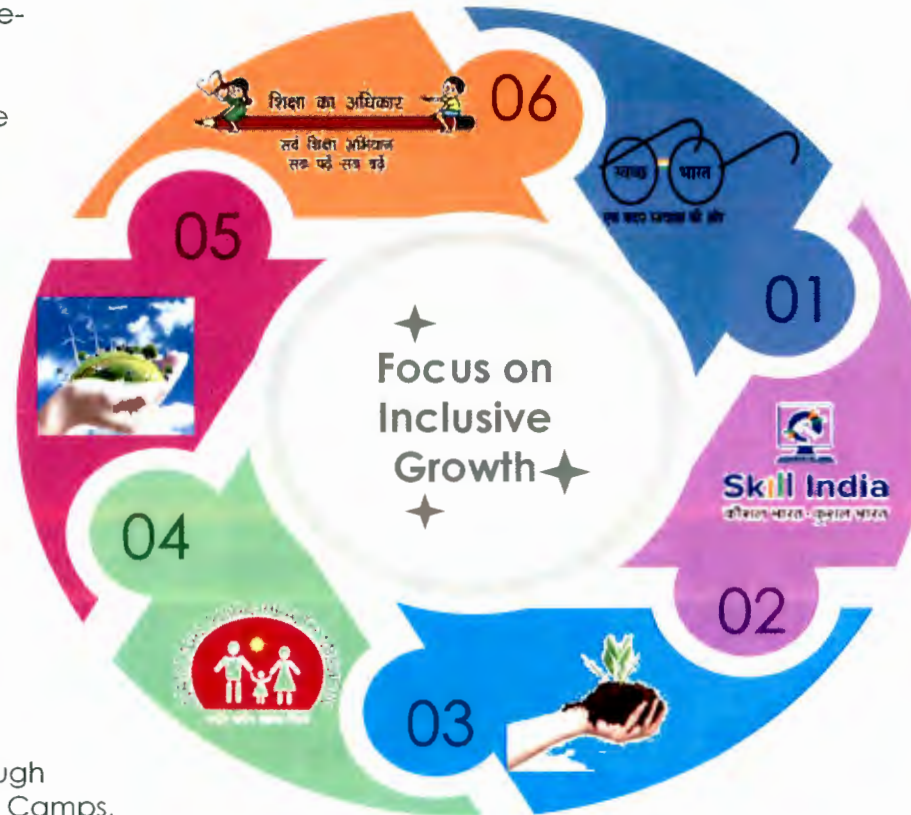 e-
e
06
शिक्षा का अधिकार
सर्व शिक्षा अभियान
सब पढ़ें सब बढ़ें
स्वच्छ भारत
एक कदम स्वच्छता की ओर
05
01
Focus on
Inclusive
Growth
Skill India
कौशल भारत - कुशल भारत
04
02
03
ugh
Camps.